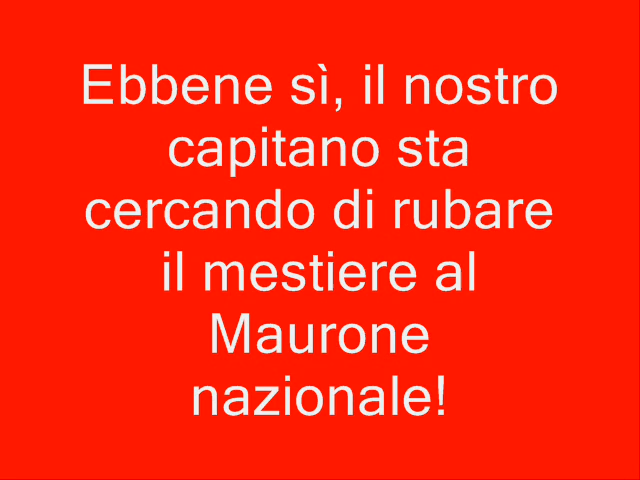 Ebbene sì, il nostro
capitano sta
cercando di rubare
il mestiere al
Maurone
nazionale!